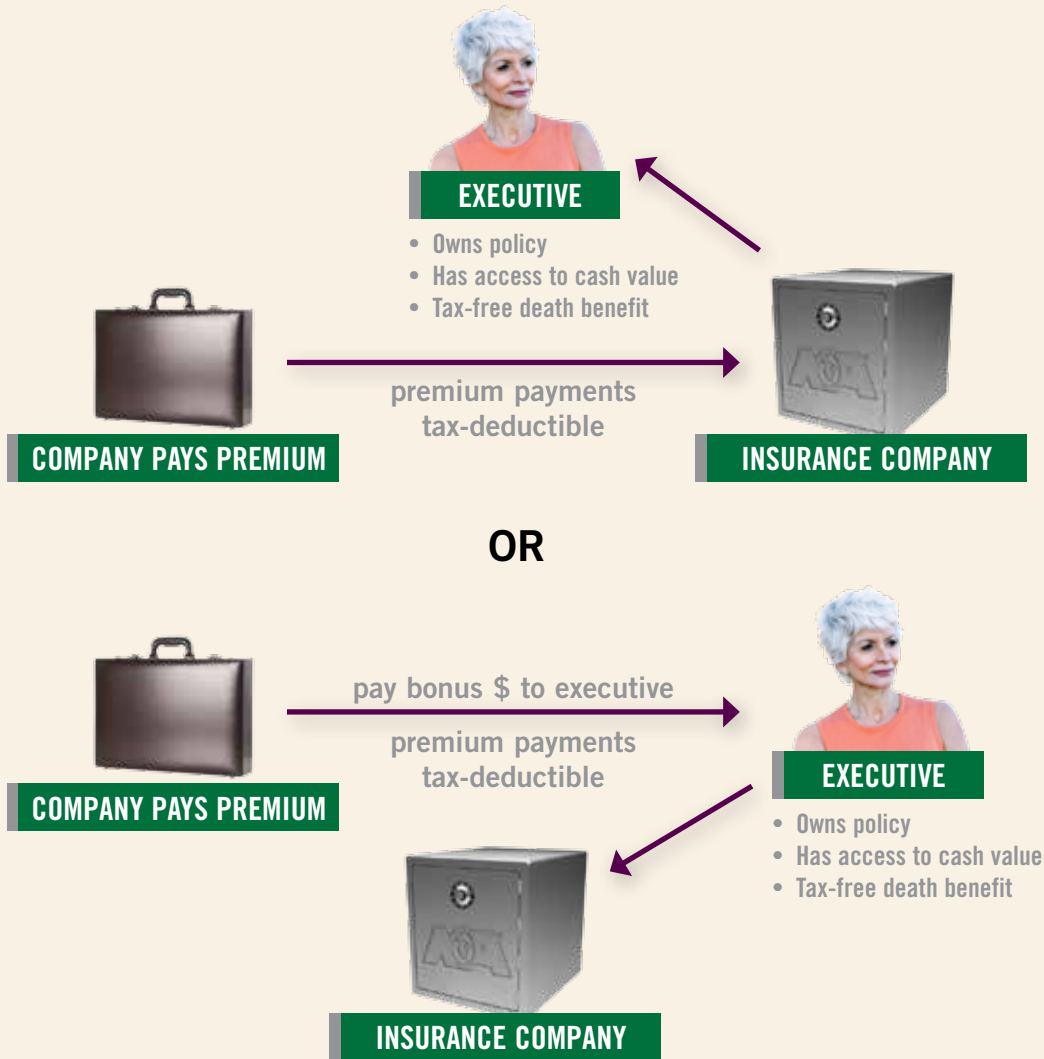 EXECUTIVE
• Owns policy
• Has access to cash value
• Tax-free death benefit
premium payments
tax-deductible
COMPANY PAYS PREMIUM
INSURANCE COMPANY
OR
pay bonus $ to executive
premium payments
tax-deductible
COMPANY PAYS PREMIUM
EXECUTIVE
• Owns policy
• Has access to cash value
• Tax-free death benefit
INSURANCE COMPANY